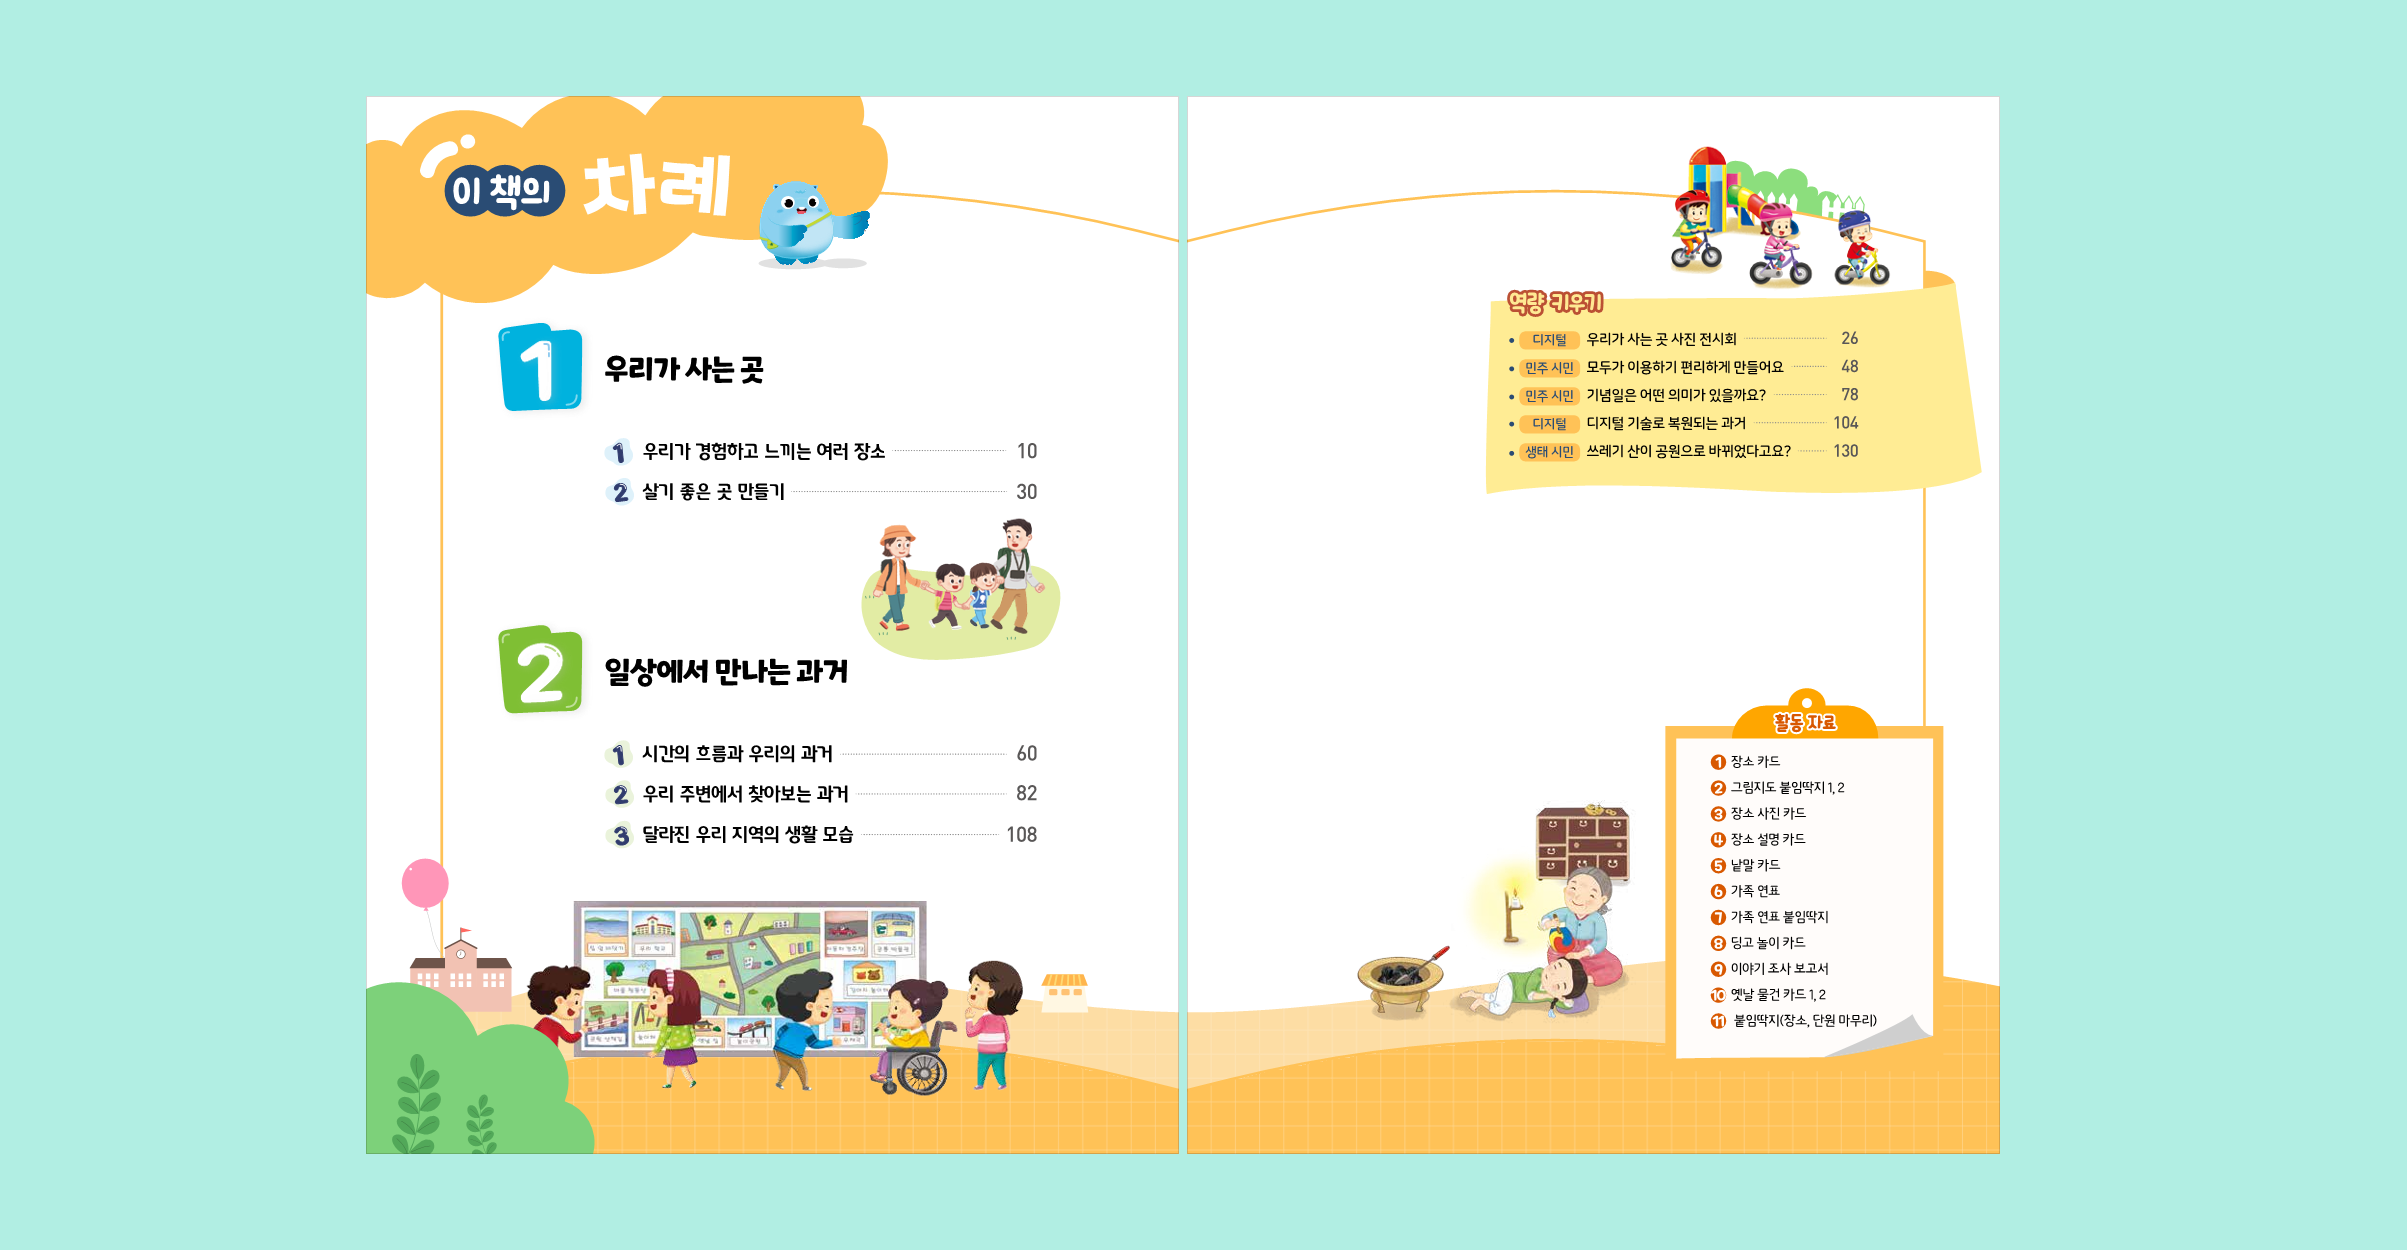 이 책의 차례
1 우리가 사는 곳
1 우리가 경험하고 느끼는 여러 장소 10
2 살기 좋은 곳 만들기 30
2 일상에서 만나는 과거
1 시간의 흐름과 우리의 과거 60
2 우리 주변에서 찾아보는 과거 82
3 달라진 우리 지역의 생활 모습 108
우리 학교
역량 키우기
• 디지털 우리가 사는 곳 사진 전시회 26
• 민주 시민 모두가 이용하기 편리하게 만들어요 48
• 민주 시민 기념일은 어떤 의미가 있을까요? 78
• 디지털 디지털 기술로 복원되는 과거 104
• 생태 시민 쓰레기 산이 공원으로 바뀌었다고요? 130
활동 자료
1 장소 카드
2 그림지도 붙임딱지 1, 2
3 장소 사진 카드
4 장소 설명 카드
5 낱말 카드
6 가족 연표
7 가족 연표 붙임딱지
8 딩고 놀이 카드
9 이야기 조사 보고서
10 옛날 물건 카드 1, 2
11 붙임딱지(장소, 단원 마무리)